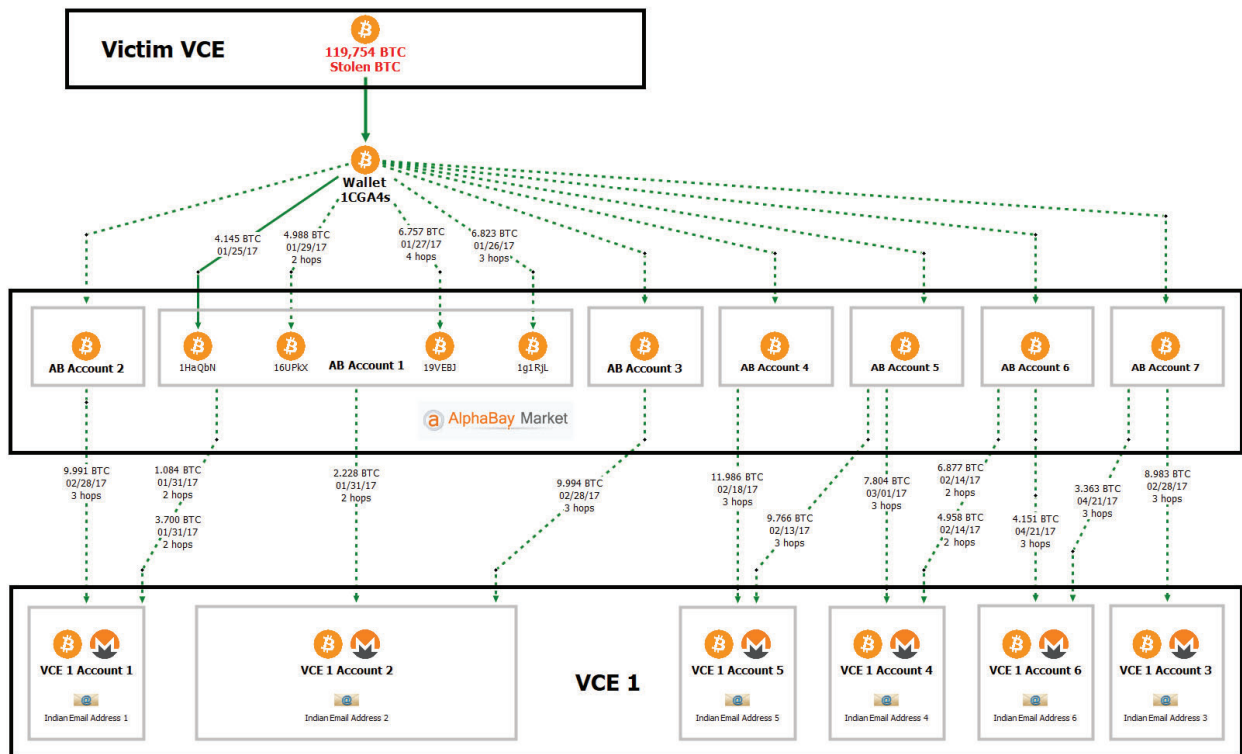 Victim VCE
119,754 BTC
Stolen BTC
Wallet
1CGA4s
4.145 BTC
01/25/17
4.988 BTC
01/29/17
2 hops
6.757 BTC
01/27/17
4 hops
6.823 BTC
01/26/17
3 hops
AB Account 2
1HaQbN
16UPkX
AB Account 1
19VEBJ
1g1RjL
AB Account 3
AB Account 4
AB Account 5
AB Account 6
AB Account 7
a AlphaBay Market
9.991 BTC
02/28/17
3 hops
1.084 BTC
01/31/17
2 hops
3.700 BTC
01/31/17
2 hops
2.228 BTC
01/31/17
2 hops
9.994 BTC
02/28/17
3 hops
11.986 BTC
02/18/17
3 hops
9.766 BTC
02/13/17
3 hops
7.804 BTC
03/01/17
3 hops
6.877 BTC
02/14/17
2 hops
4.958 BTC
02/14/17
2 hops
4.151 BTC
04/21/17
3 hops
3.363 BTC
04/21/17
3 hops
8.983 BTC
02/28/17
3 hops
VCE 1 Account 1
Indian Email Address 1
VCE 1 Account 2
Indian Email Address 2
VCE 1
VCE 1 Account 5
Indian Email Address 5
VCE 1 Account 4
Indian Email Address 4
VCE 1 Account 6
Indian Email Address 6
VCE 1 Account 3
Indian Email Address 3